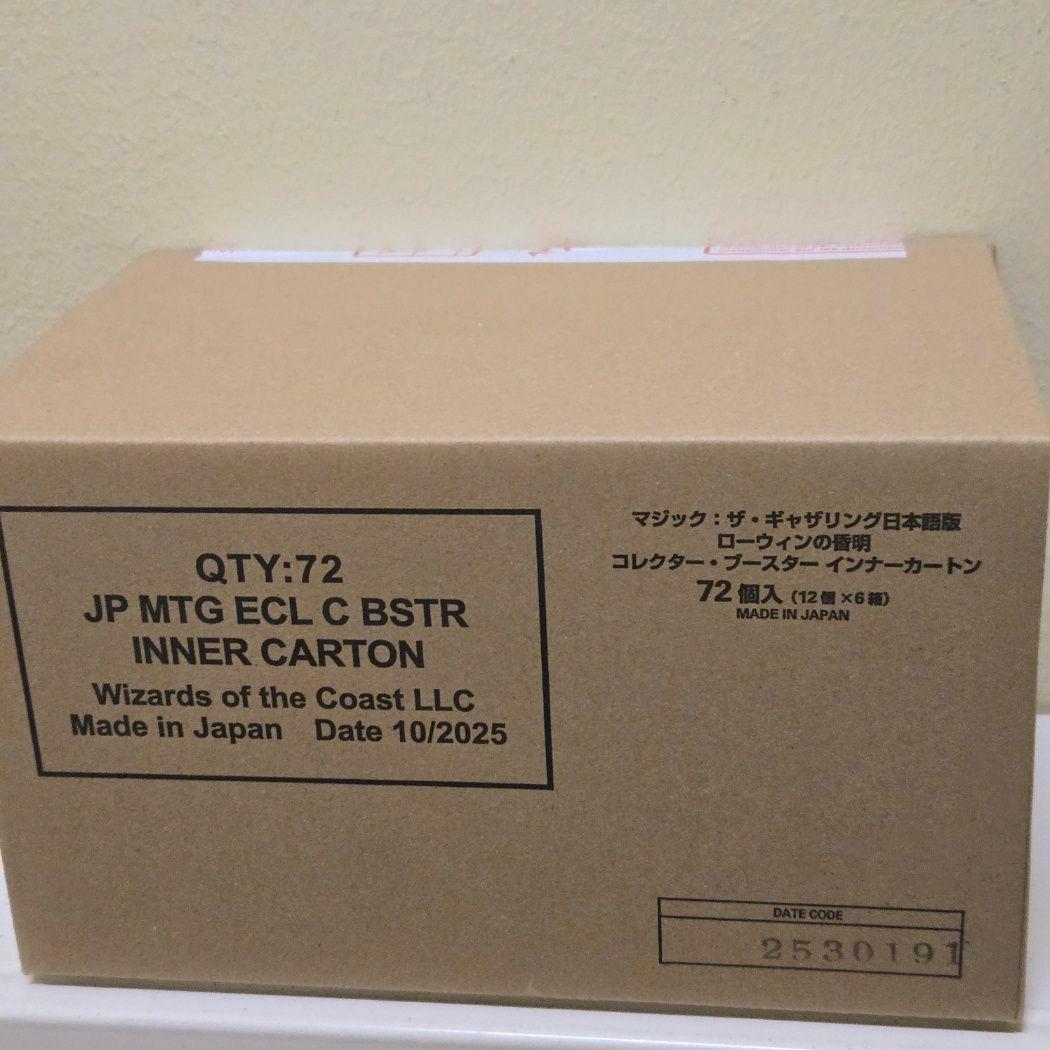 QTY:72
JP MTG ECL C BSTR
INNER CARTON
Wizards of the Coast LLC
Made in Japan Date 10/2025
マジック：ザ・ギャザリング日本語版
ローウィンの昏明
コレクター・ブースター インナーカートン
72個入（12個×6箱）
MADE IN JAPAN
DATE CODE
2530191